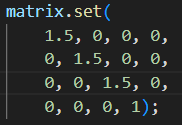 matrix.set(
1.5, 0, 0, 0,
0, 1.5, 0, 0,
0, 0, 1.5, 0,
0, 0, 0, 1);